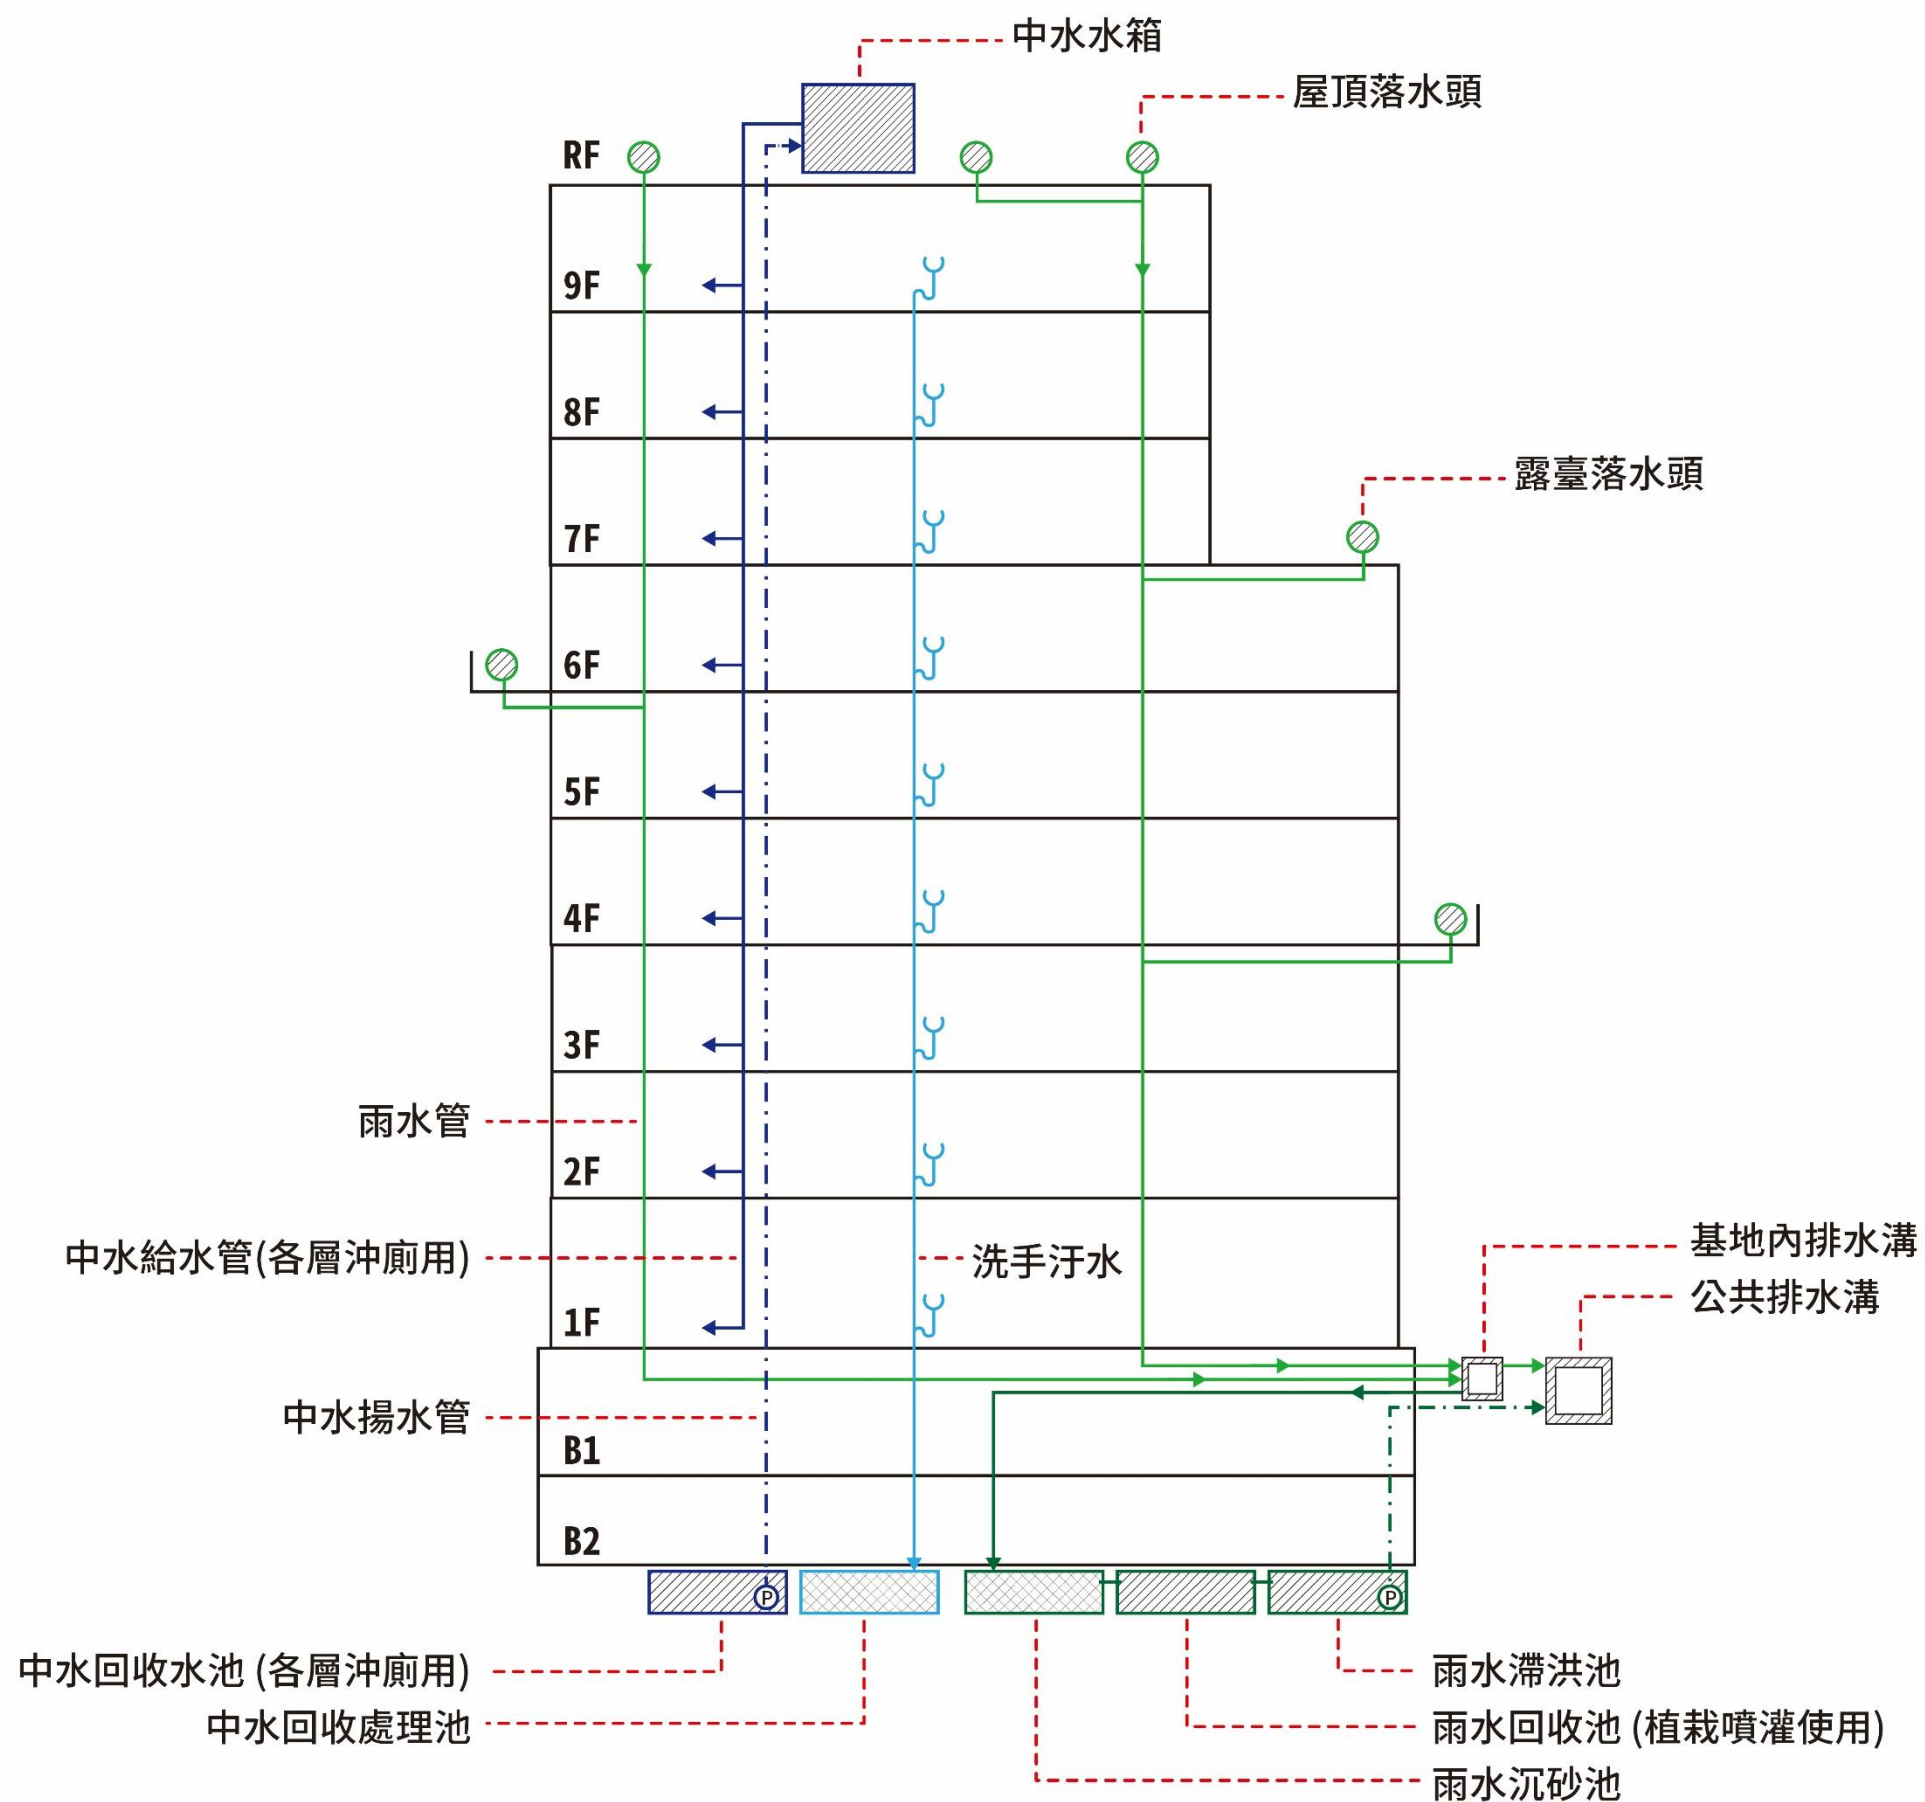 中水水箱
屋頂落水頭
RF
9F
8F
露臺落水頭
7F
6F
5F
4F
3F
雨水管
2F
中水給水管(各層沖廁用)
洗手汙水
基地內排水溝
公共排水溝
1F
中水揚水管
B1
B2
P
P
中水回收水池 (各層沖廁用)
雨水滯洪池
中水回收處理池
雨水回收池 (植栽噴灌使用)
雨水沉砂池